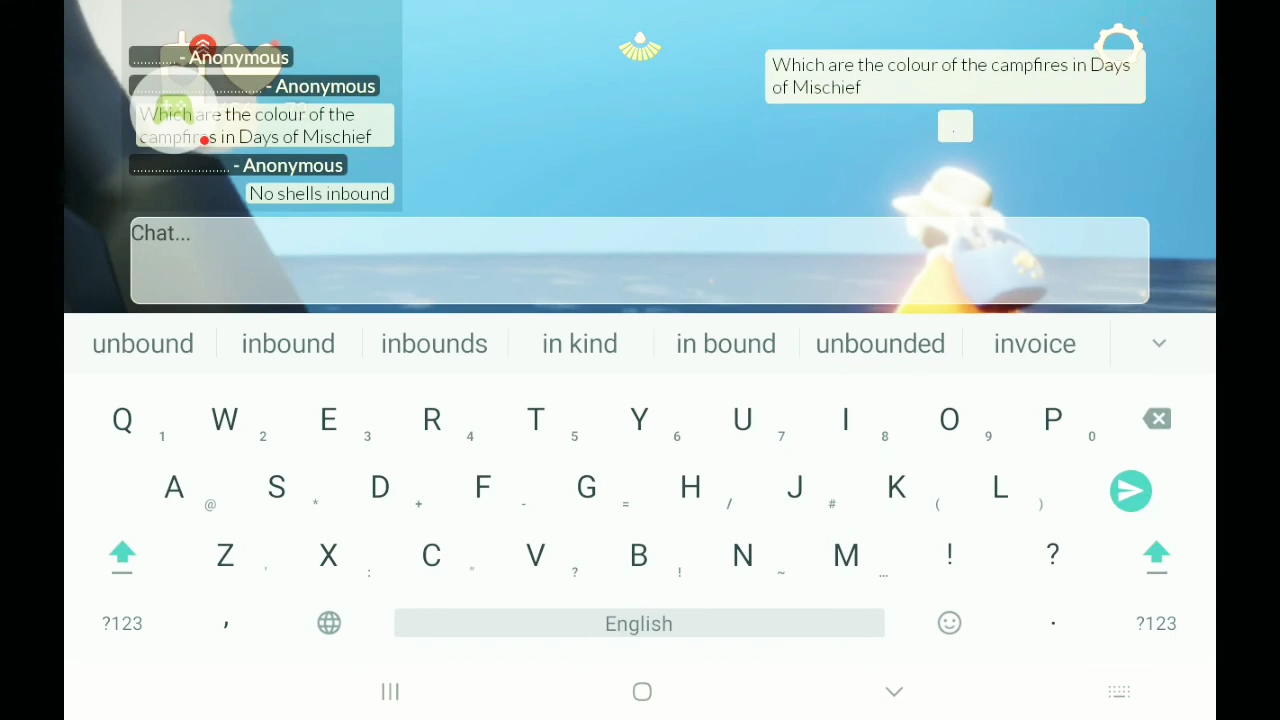 ............ - Anonymous
............................. - Anonymous
Which are the colour of the
campfires in Days of Mischief
...................... - Anonymous
No shells inbound
Which are the colour of the campfires in Days
of Mischief
.
Chat...
unbound inbound inbounds in kind in bound unbounded invoice
Q 1 W 2 E 3 R 4 T 5 Y 6 U 7 I 8 O 9 P 0
A @ S * D + F - G = H / J # K ( L )
Z ' X : C " V ? B ! N ~ M ... ! ?
?123 , English . ?123